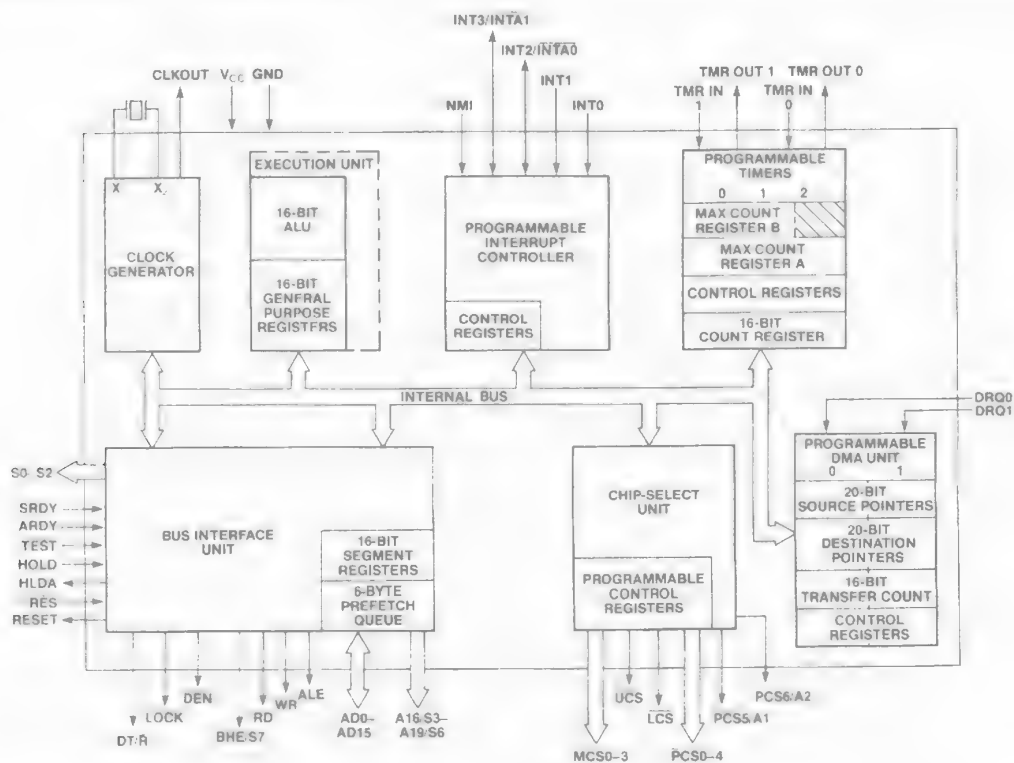 INT3/INTA1
INT2/INTA0
INT1
NMI
INT0
CLKOUT
VCC
GND
TMR OUT 1
TMR OUT 0
TMR IN
1
TMR IN
0
X
X2
CLOCK
GENERATOR
EXECUTION UNIT
16-BIT
ALU
16-BIT
GENERAL
PURPOSE
REGISTERS
PROGRAMMABLE
INTERRUPT
CONTROLLER
CONTROL
REGISTERS
PROGRAMMABLE
TIMERS
0 1 2
MAX COUNT
REGISTER B
MAX COUNT
REGISTER A
CONTROL REGISTERS
16-BIT
COUNT REGISTER
INTERNAL BUS
DRQ0
DRQ1
PROGRAMMABLE
DMA UNIT
0 1
20-BIT
SOURCE POINTERS
20-BIT
DESTINATION
POINTERS
16-BIT
TRANSFER COUNT
CONTROL
REGISTERS
S0-S2
SRDY
ARDY
TEST
HOLD
HLDA
RES
RESET
BUS INTERFACE
UNIT
16-BIT
SEGMENT
REGISTERS
6-BYTE
PREFETCH
QUEUE
CHIP-SELECT
UNIT
PROGRAMMABLE
CONTROL
REGISTERS
DT/R
LOCK
DEN
BHE/S7
RD
WR
ALE
AD0–
AD15
A16/S3–
A19/S6
MCS0–3
UCS
LCS
PCS0–4
PCS5/A1
PCS6/A2